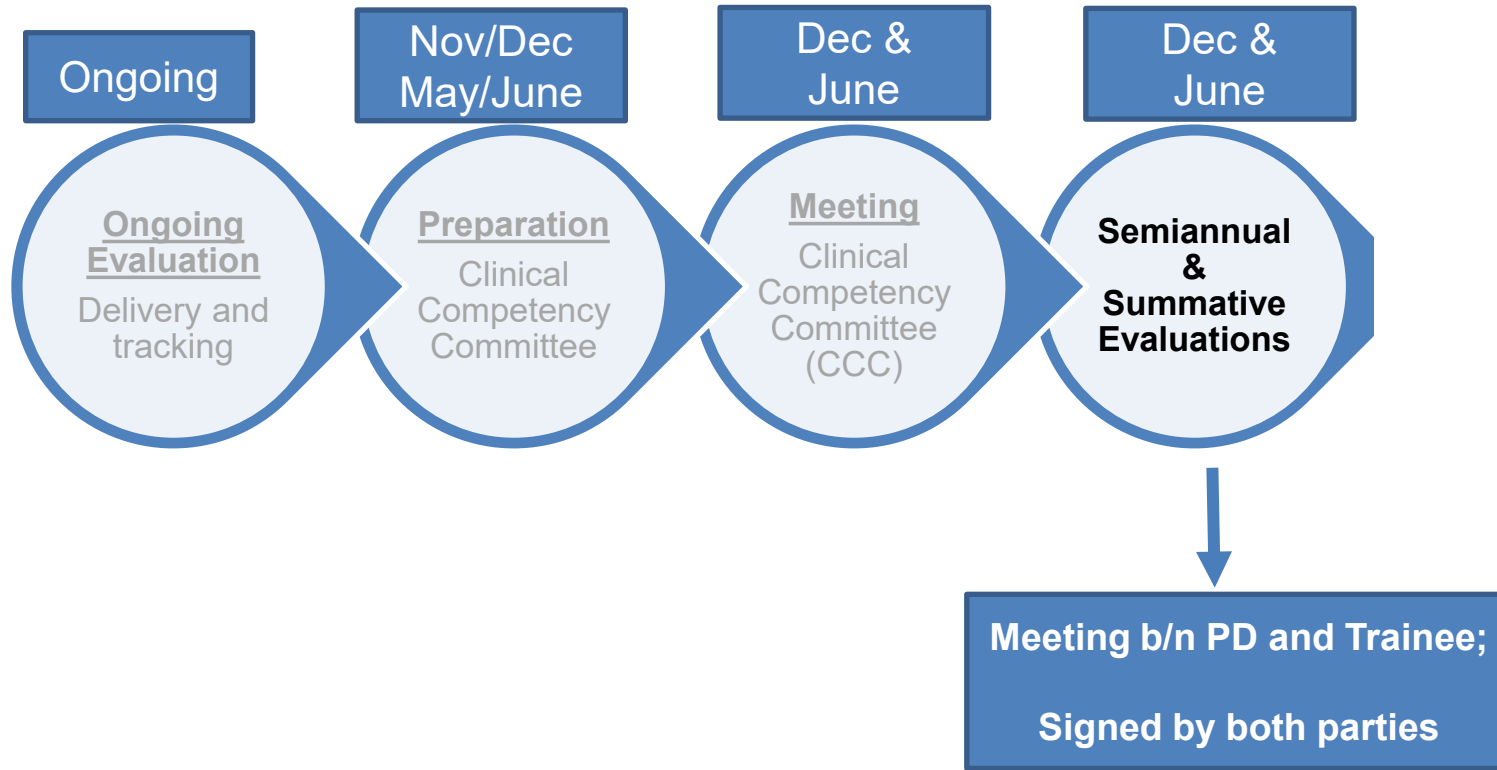 Ongoing
Nov/Dec
May/June
Dec &
June
Dec &
June
Ongoing
Evaluation
Delivery and
tracking
Preparation
Clinical
Competency
Committee
Meeting
Clinical
Competency
Committee
(CCC)
Semiannual
&
Summative
Evaluations
Meeting b/n PD and Trainee;
Signed by both parties